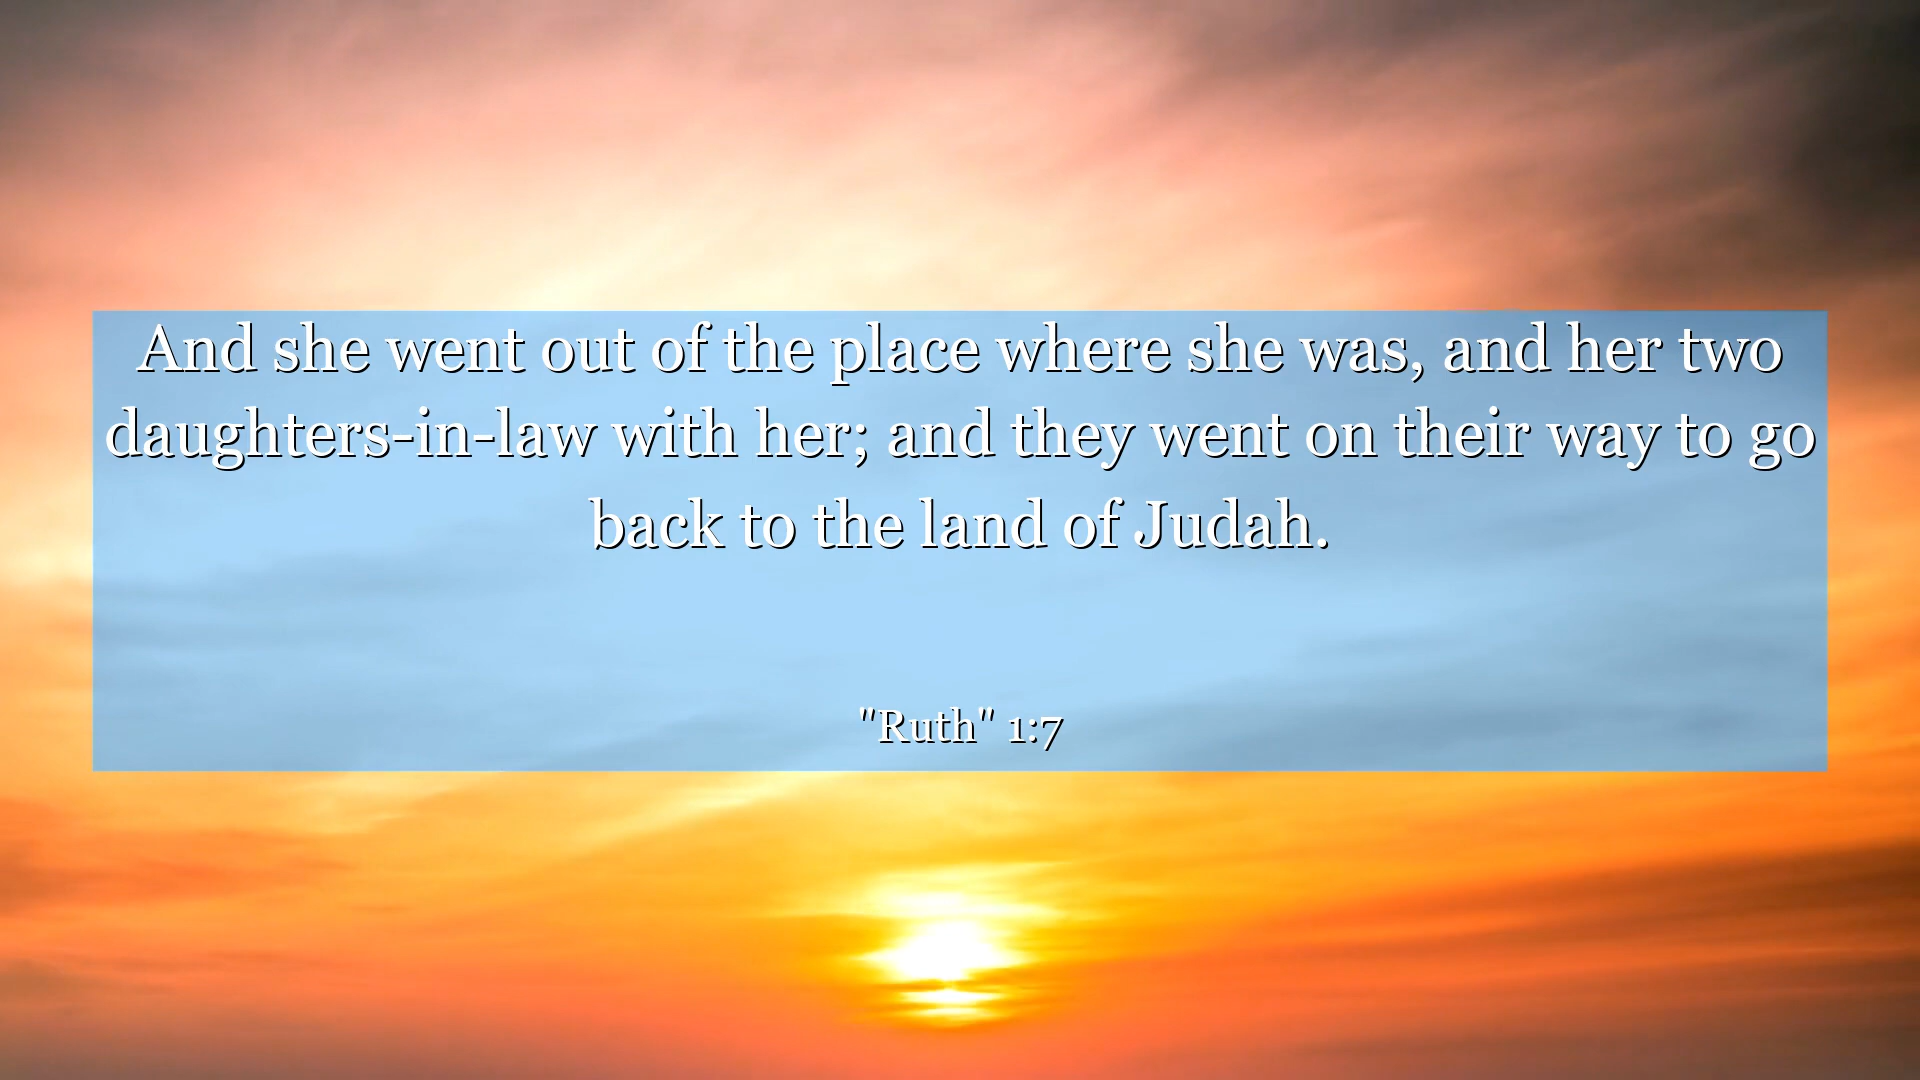 And she went out of the place where she was, and her two
daughters-in-law with her; and they went on their way to go
back to the land of Judah.
"Ruth" 1:7